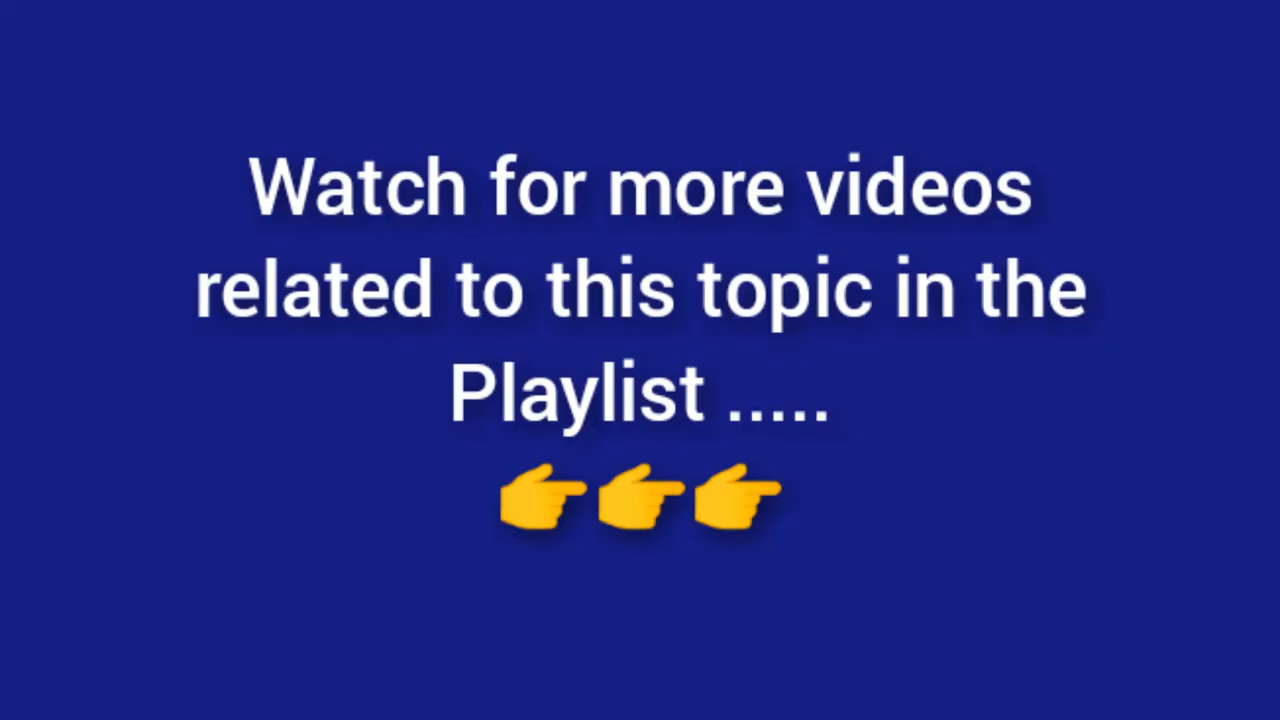 Watch for more videos
related to this topic in the
Playlist .....
👉👉👉